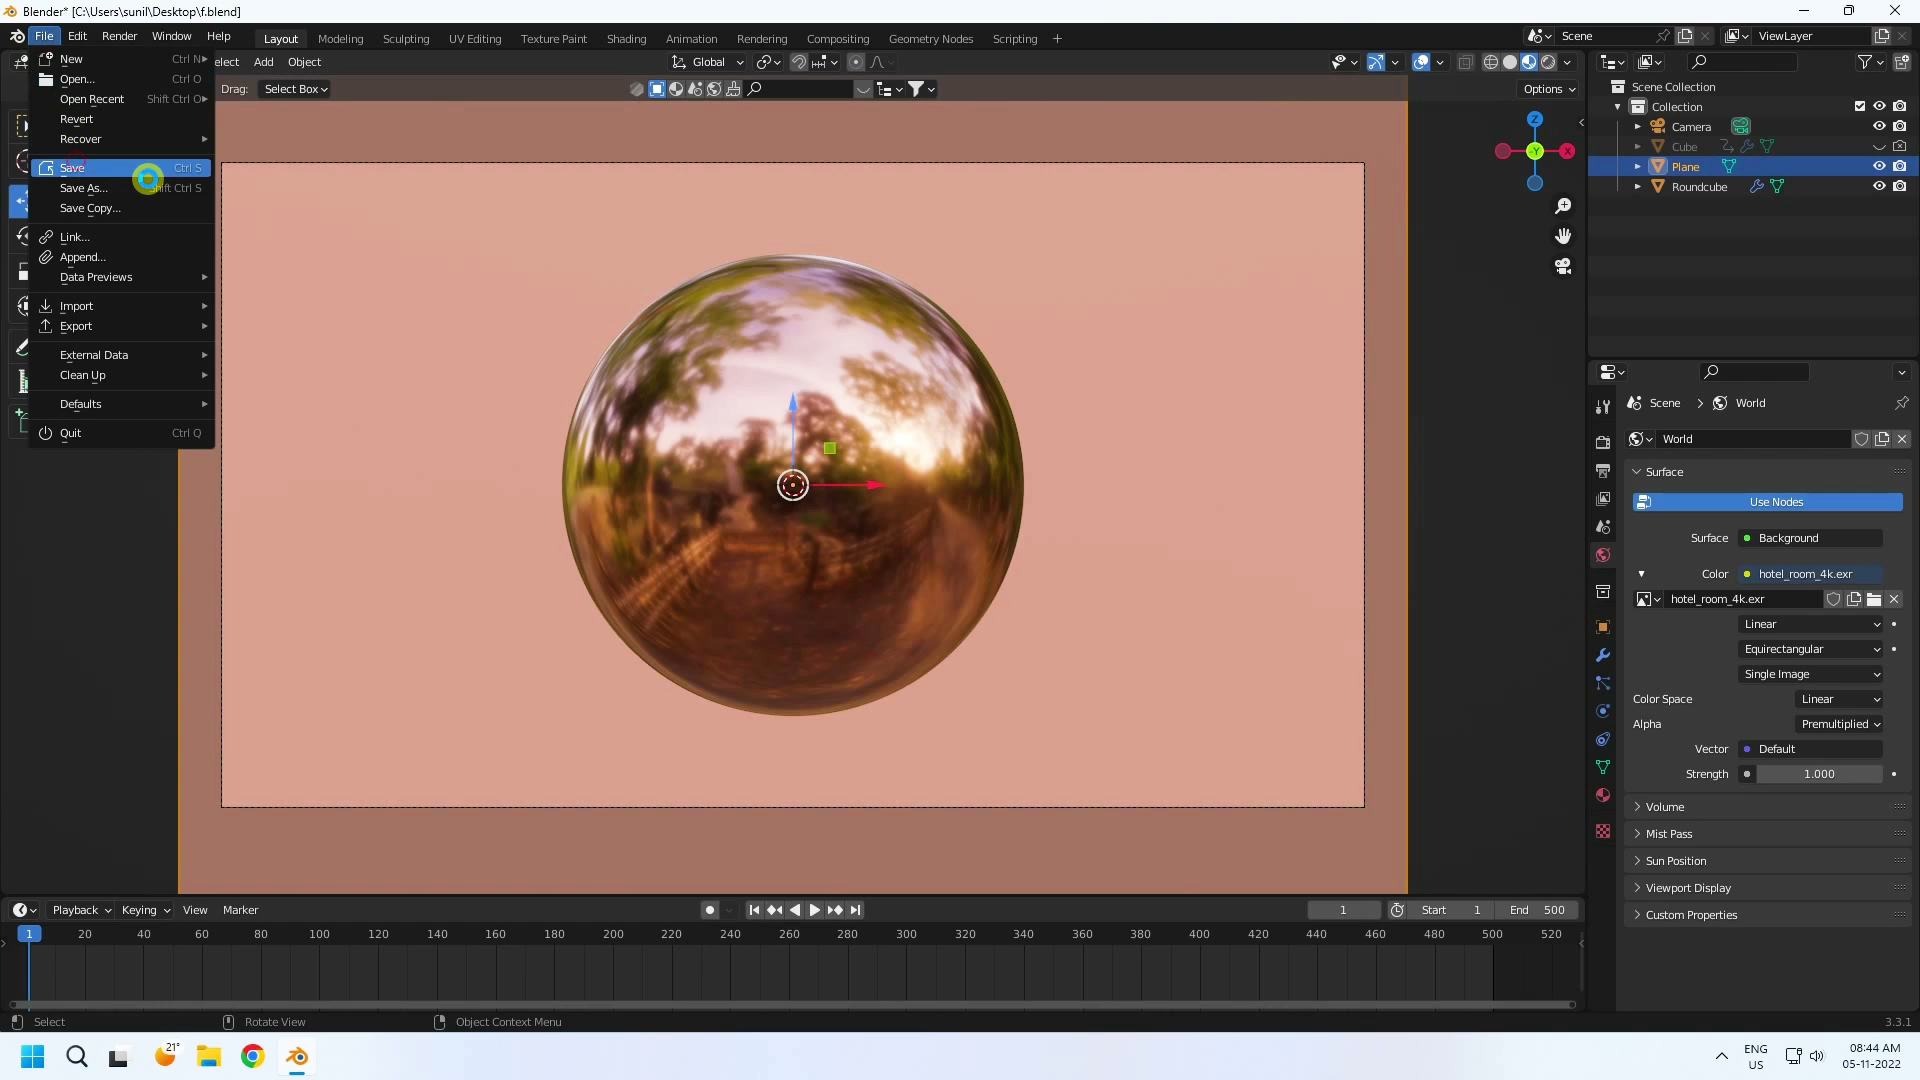 Blender* [C:\Users\sunil\Desktop\f.blend]
File Edit Render Window Help
Layout Modeling Sculpting UV Editing Texture Paint Shading Animation Rendering Compositing Geometry Nodes Scripting +
Scene
ViewLayer
New Ctrl N
Open... Ctrl O
Open Recent Shift Ctrl O
Revert
Recover
Save Ctrl S
Save As... Shift Ctrl S
Save Copy...
Link...
Append...
Data Previews
Import
Export
External Data
Clean Up
Defaults
Quit Ctrl Q
elect Add Object
Global
Drag: Select Box
Options
Z
-Y
X
Scene Collection
Collection
Camera
Cube
Plane
Roundcube
Scene > World
World
Surface
Use Nodes
Surface Background
Color hotel_room_4k.exr
hotel_room_4k.exr
Linear
Equirectangular
Single Image
Color Space Linear
Alpha Premultiplied
Vector Default
Strength 1.000
Volume
Mist Pass
Sun Position
Viewport Display
Custom Properties
Playback Keying View Marker
1 Start 1 End 500
1 20 40 60 80 100 120 140 160 180 200 220 240 260 280 300 320 340 360 380 400 420 440 460 480 500 520
Select Rotate View Object Context Menu
3.3.1
21°
ENG
US
08:44 AM
05-11-2022